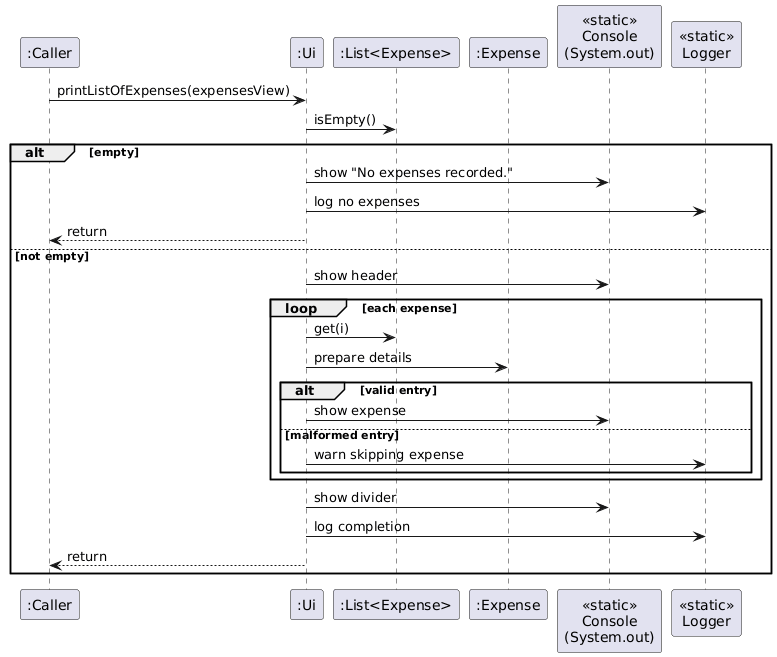 :Caller
:Ui
:List<Expense>
:Expense
«static»
Console
(System.out)
«static»
Logger
printListOfExpenses(expensesView)
isEmpty()
alt
[empty]
show "No expenses recorded."
log no expenses
return
[not empty]
show header
loop
[each expense]
get(i)
prepare details
alt
[valid entry]
show expense
[malformed entry]
warn skipping expense
show divider
log completion
return
:Caller
:Ui
:List<Expense>
:Expense
«static»
Console
(System.out)
«static»
Logger